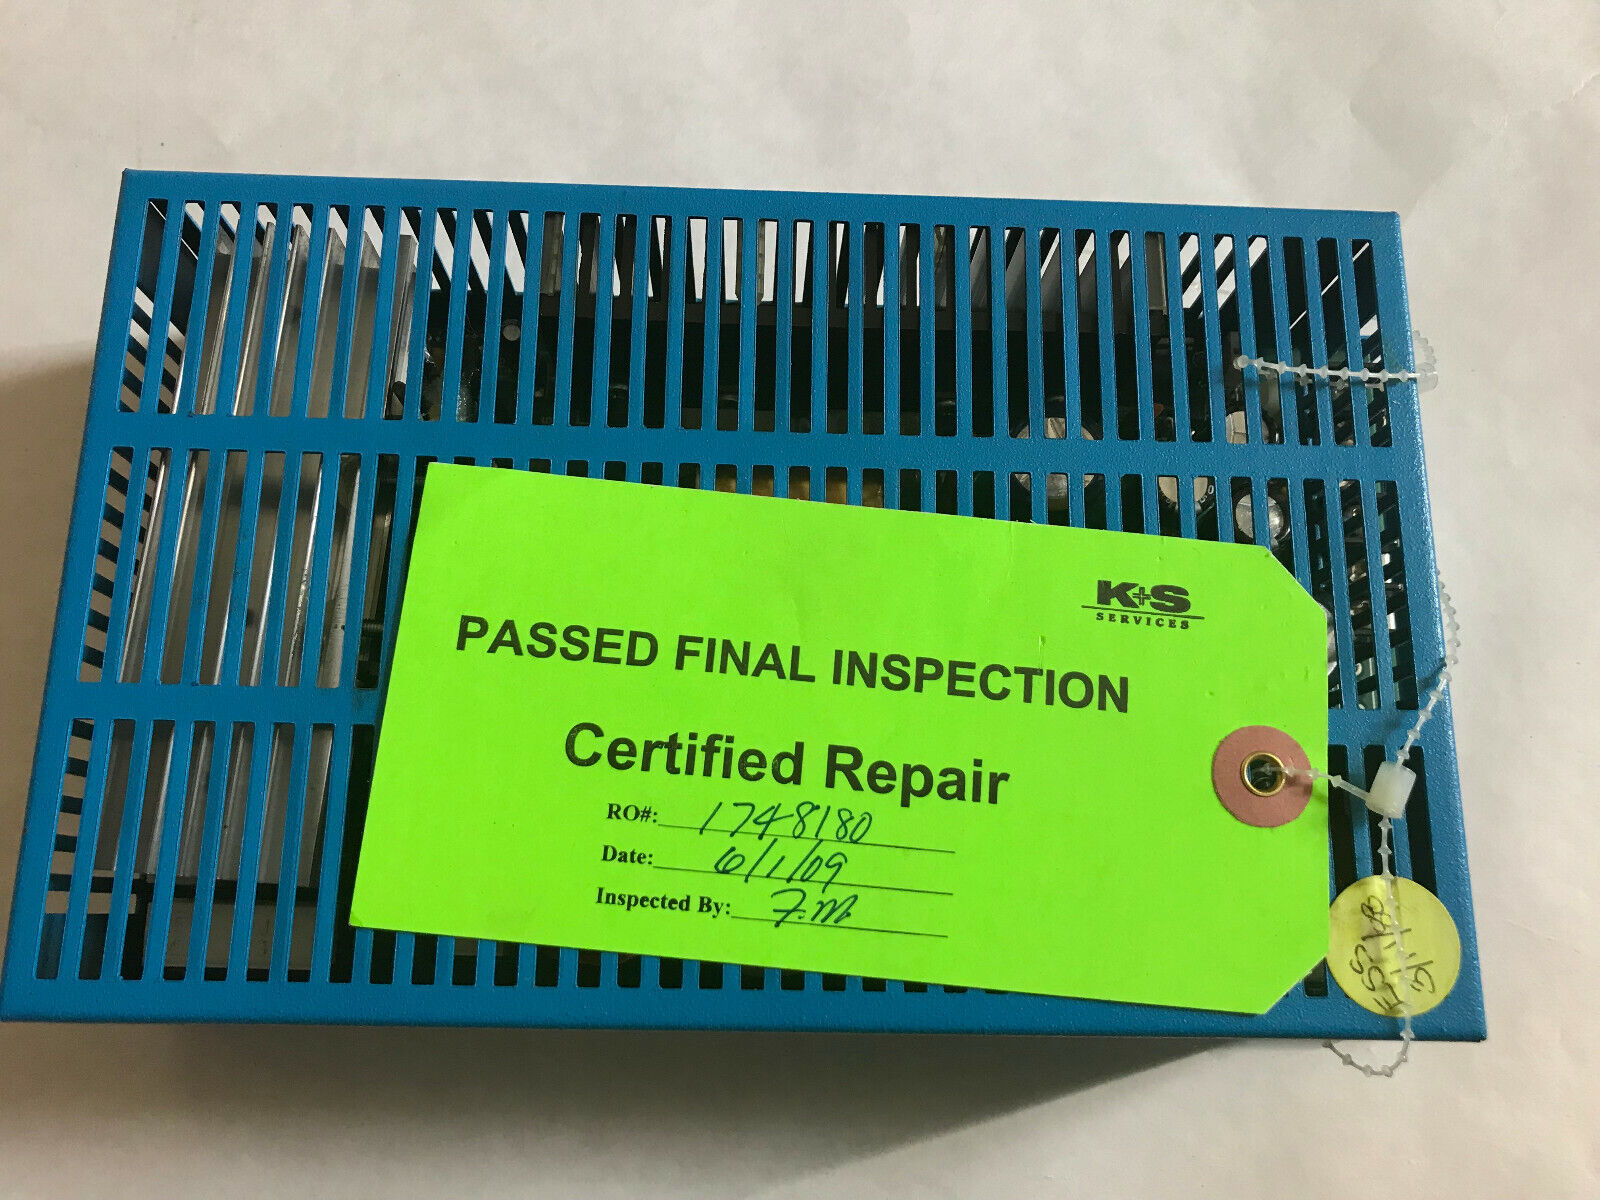 K+S
SERVICES
PASSED FINAL INSPECTION
Certified Repair
RO#: 1748180
Date: 6/1/09
Inspected By: F.M.